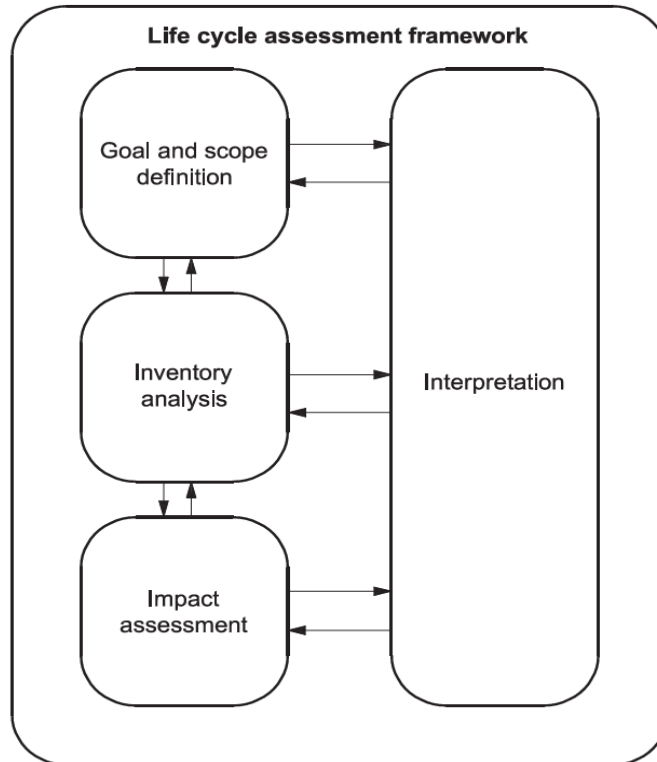 Life cycle assessment framework
Goal and scope
definition
Inventory
analysis
Interpretation
Impact
assessment